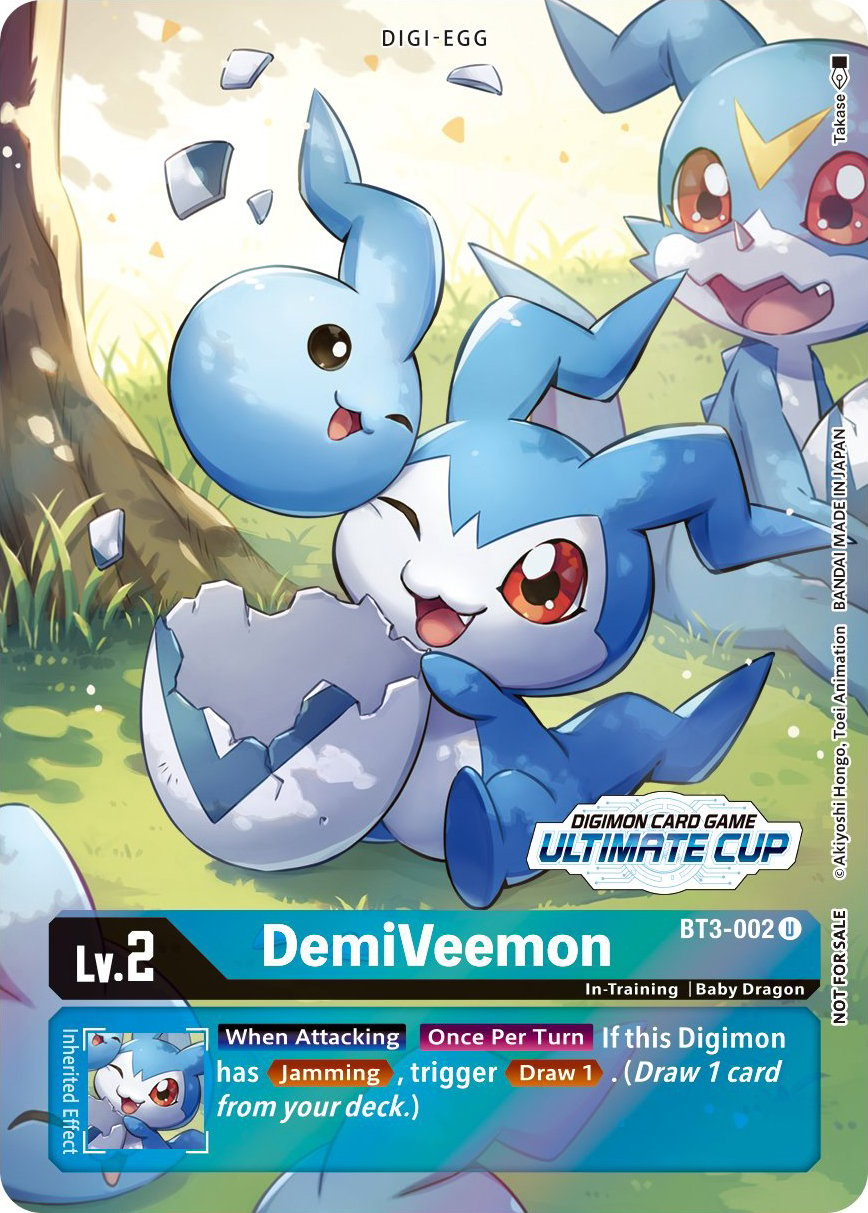 DIGI-EGG
Takase
BANDAI MADE IN JAPAN
©Akiyoshi Hongo, Toei Animation
NOT FOR SALE
DIGIMON CARD GAME
ULTIMATE CUP
Lv.2
DemiVeemon
BT3-002 U
In-Training | Baby Dragon
Inherited Effect
When Attacking Once Per Turn If this Digimon
has Jamming , trigger Draw 1 . (Draw 1 card
from your deck.)